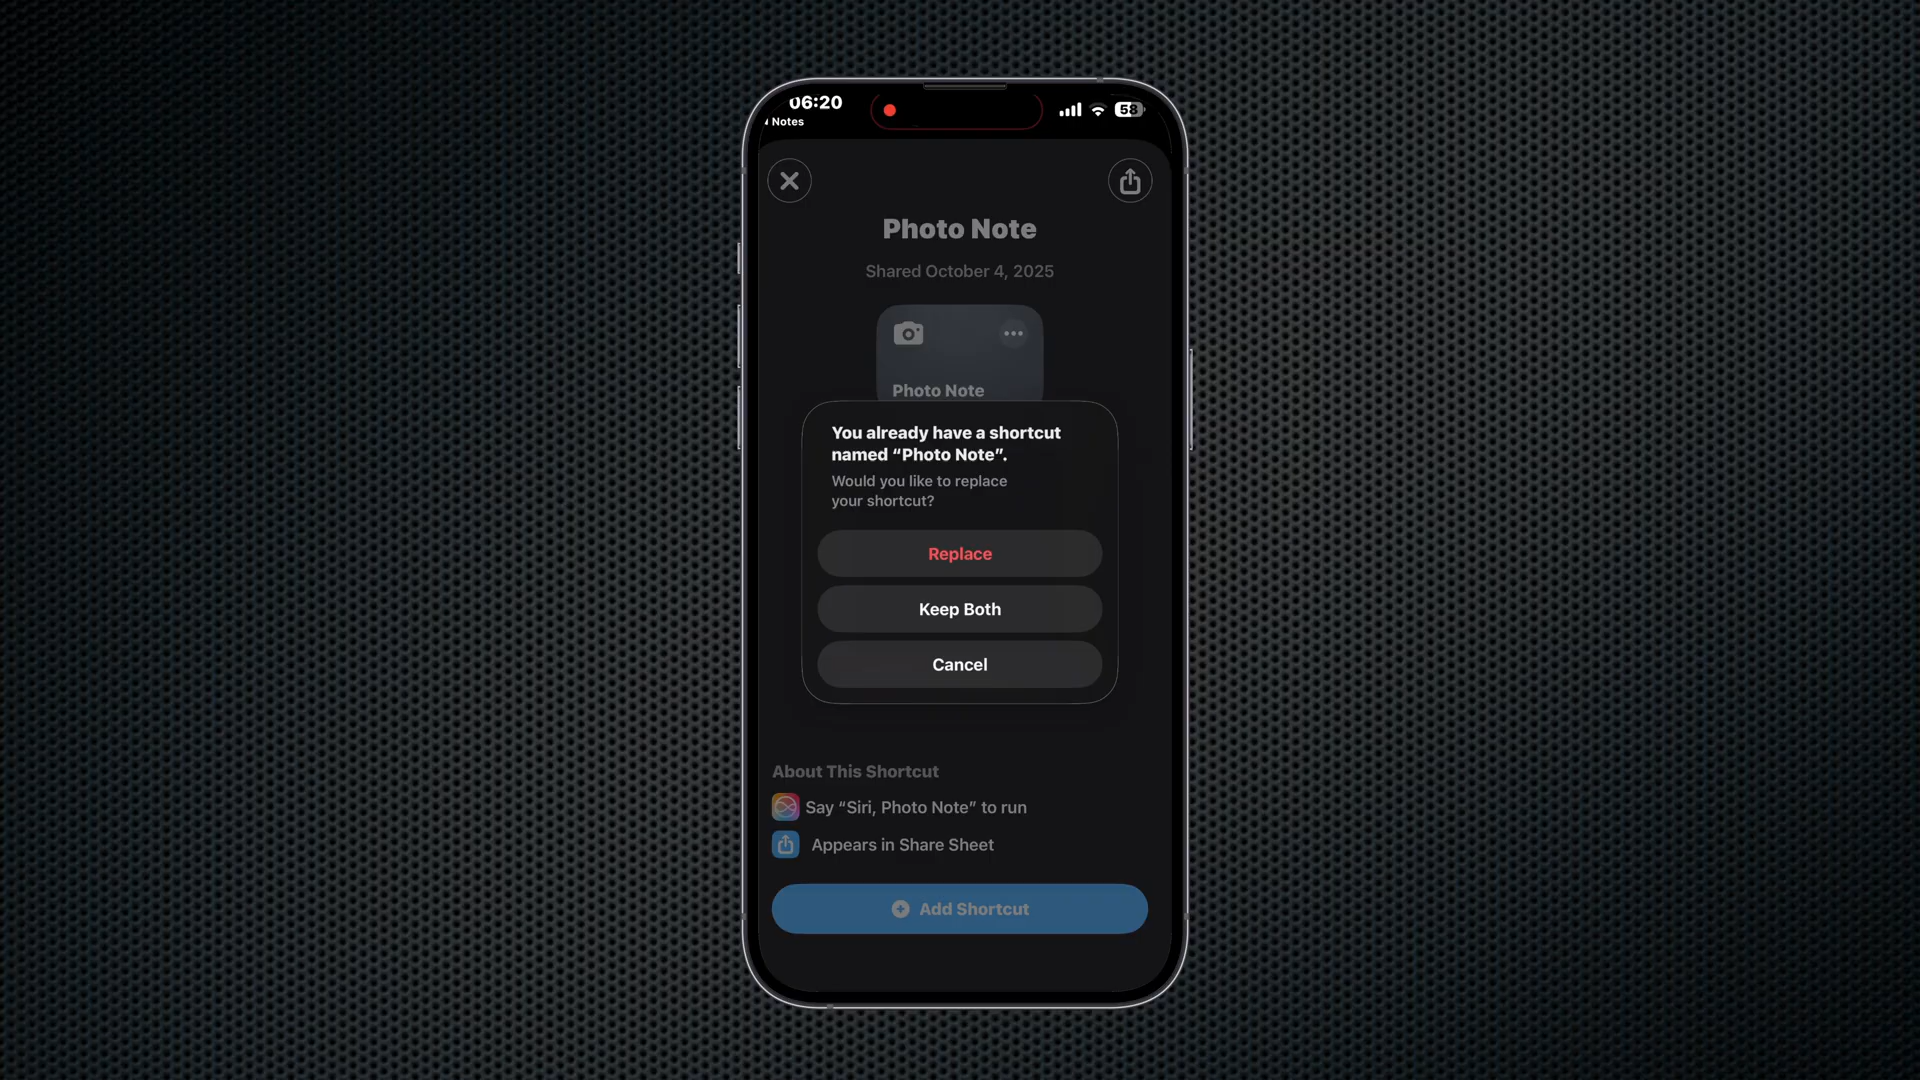 06:20
58
Notes
Photo Note
Shared October 4, 2025
Photo Note
You already have a shortcut
named “Photo Note”.
Would you like to replace
your shortcut?
Replace
Keep Both
Cancel
About This Shortcut
Say “Siri, Photo Note” to run
Appears in Share Sheet
Add Shortcut